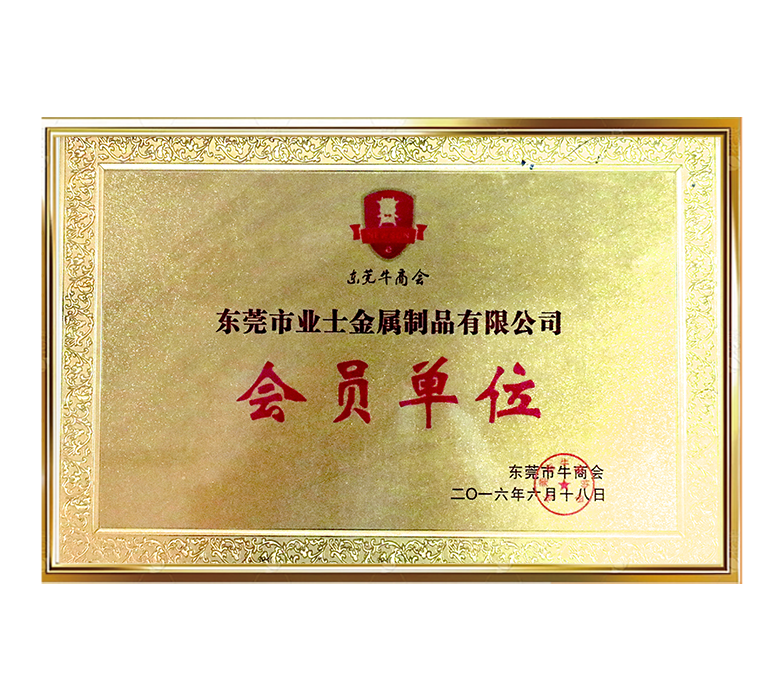 东莞牛商会
东莞市业士金属制品有限公司
会员单位
东莞市牛商会
二〇一六年六月十八日